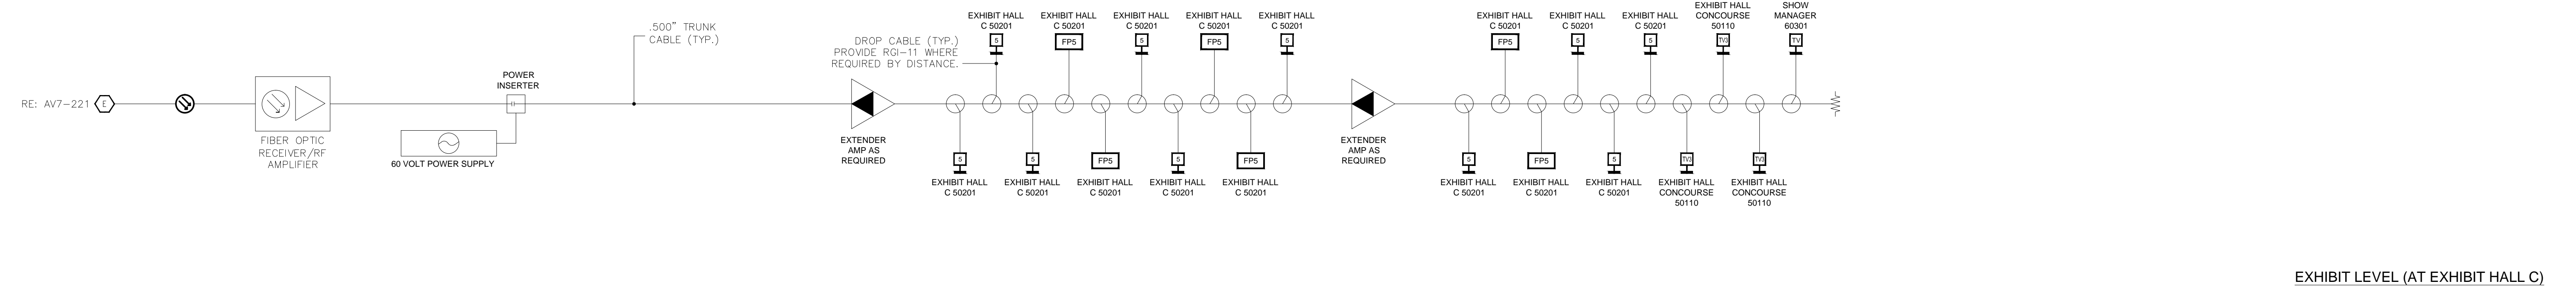 RE: AV7-221
E
FIBER OPTIC
RECEIVER/RF
AMPLIFIER
POWER
INSERTER
60 VOLT POWER SUPPLY
.500" TRUNK
CABLE (TYP.)
DROP CABLE (TYP.)
PROVIDE RGI-11 WHERE
REQUIRED BY DISTANCE.
EXTENDER
AMP AS
REQUIRED
EXHIBIT HALL
C 50201
5
EXHIBIT HALL
C 50201
FP5
EXHIBIT HALL
C 50201
5
EXHIBIT HALL
C 50201
FP5
EXHIBIT HALL
C 50201
5
5
EXHIBIT HALL
C 50201
5
EXHIBIT HALL
C 50201
FP5
EXHIBIT HALL
C 50201
5
EXHIBIT HALL
C 50201
FP5
EXHIBIT HALL
C 50201
EXTENDER
AMP AS
REQUIRED
EXHIBIT HALL
C 50201
FP5
EXHIBIT HALL
C 50201
5
EXHIBIT HALL
C 50201
5
EXHIBIT HALL
CONCOURSE
50110
TV3
SHOW
MANAGER
60301
TV
5
EXHIBIT HALL
C 50201
FP5
EXHIBIT HALL
C 50201
5
EXHIBIT HALL
C 50201
TV3
EXHIBIT HALL
CONCOURSE
50110
TV3
EXHIBIT HALL
CONCOURSE
50110
EXHIBIT LEVEL (AT EXHIBIT HALL C)